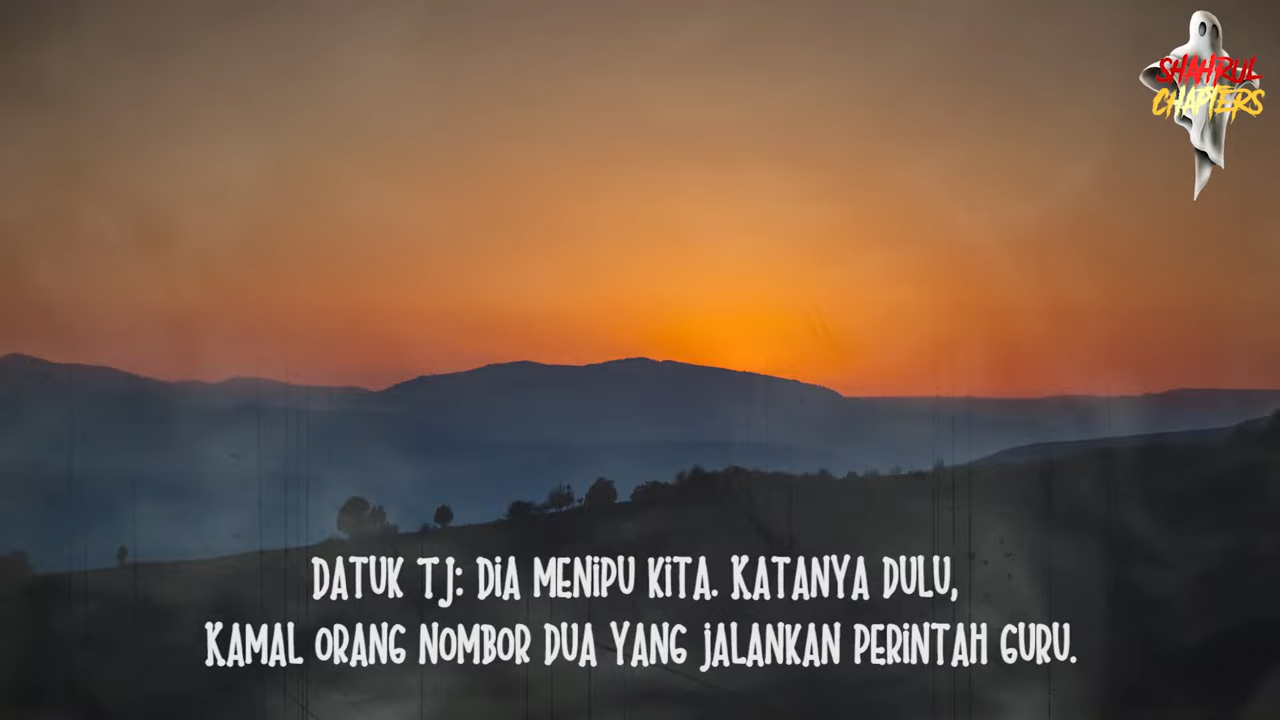 SHAHRUL
CHAPTERS
DATUK TJ: DiA MENiPU KiTA. KATANYA DULU,
KAMAL ORANG NOMBOR DUA YANG JALANKAN PERiNTAH GURU.